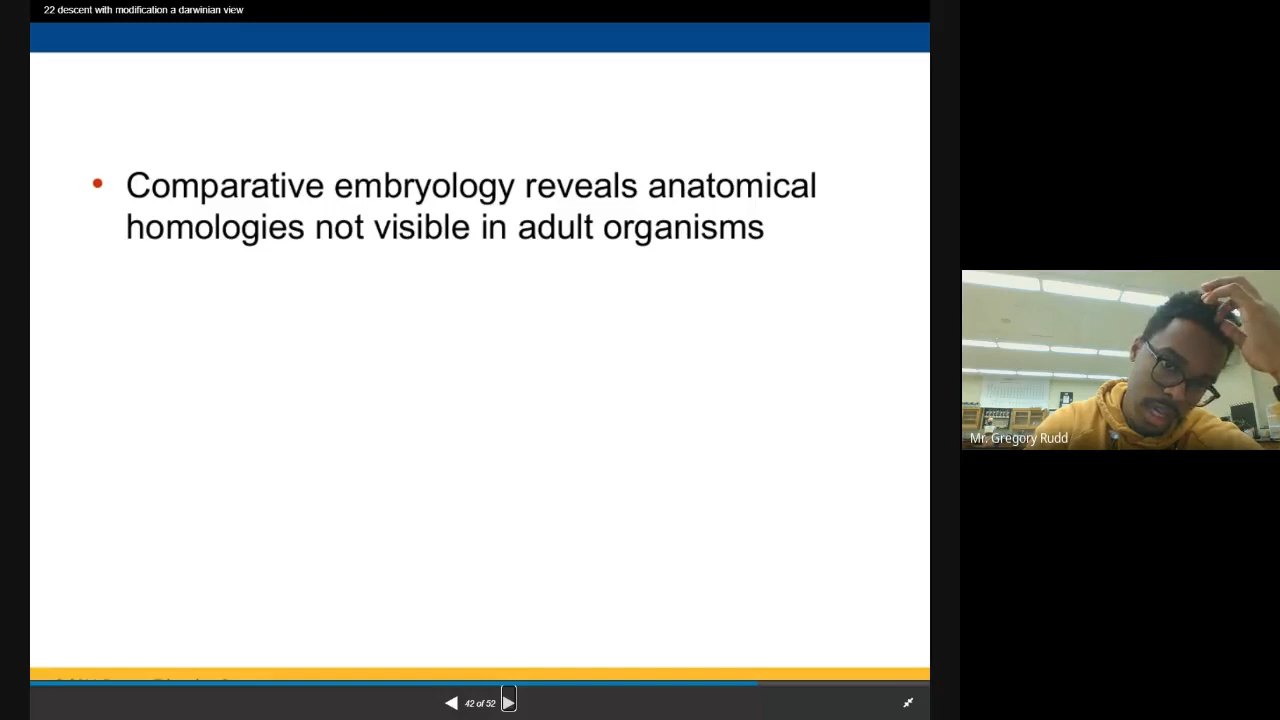 22 descent with modification a darwinian view
• Comparative embryology reveals anatomical
homologies not visible in adult organisms
Mr. Gregory Rudd
42 of 52